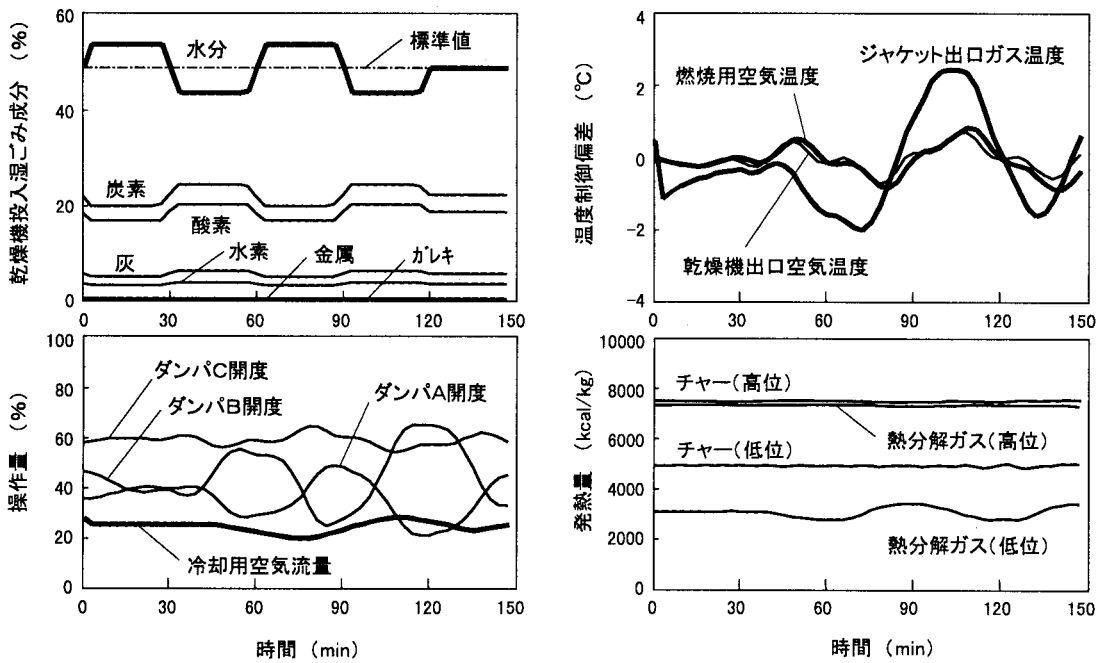 乾燥機投入湿ごみ成分 (%)
60
40
20
0
水分
標準値
炭素
酸素
灰
水素
金属
ガレキ
0 30 60 90 120 150
温度制御偏差 (℃)
4
2
0
-2
-4
ジャケット出口ガス温度
燃焼用空気温度
乾燥機出口空気温度
0 30 60 90 120 150
操作量 (%)
100
80
60
40
20
0
ダンパC開度
ダンパB開度
ダンパA開度
冷却用空気流量
0 30 60 90 120 150
時間 (min)
発熱量 (kcal/kg)
10000
8000
6000
4000
2000
0
チャー(高位)
熱分解ガス(高位)
チャー(低位)
熱分解ガス(低位)
0 30 60 90 120 150
時間 (min)